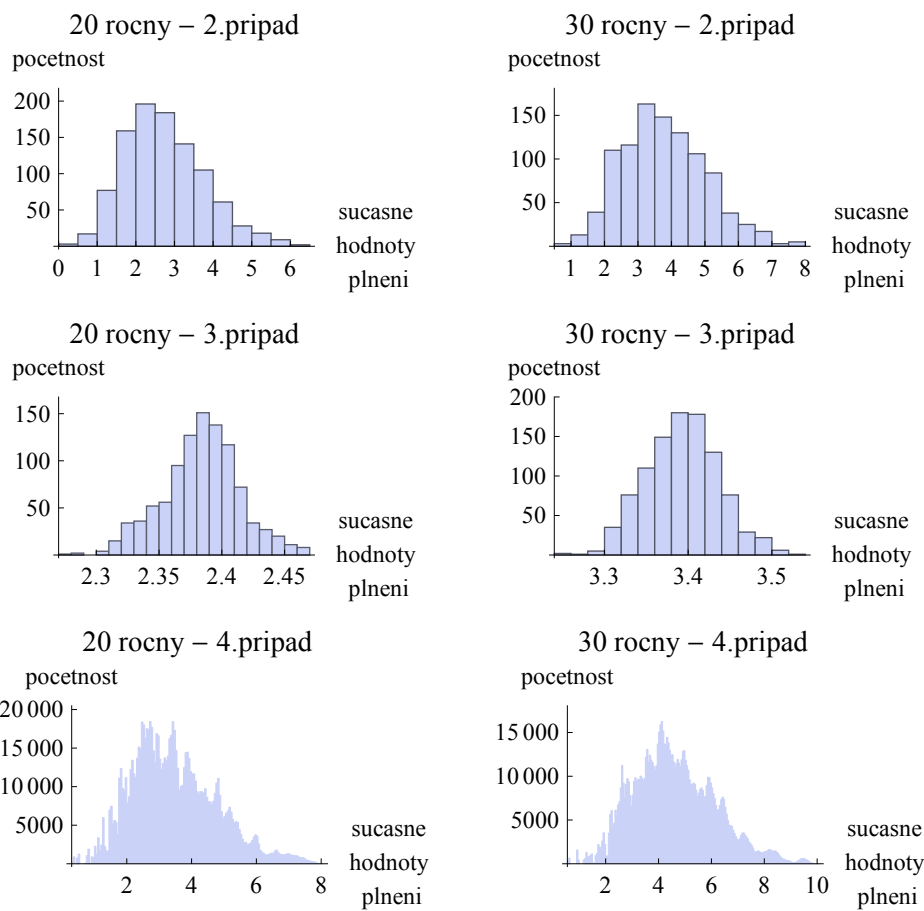 20 rocny – 2.pripad
pocetnost
200
150
100
50
0 1 2 3 4 5 6
sucasne
hodnoty
plneni
30 rocny – 2.pripad
pocetnost
150
100
50
1 2 3 4 5 6 7 8
sucasne
hodnoty
plneni
20 rocny – 3.pripad
pocetnost
150
100
50
2.3 2.35 2.4 2.45
sucasne
hodnoty
plneni
30 rocny – 3.pripad
pocetnost
200
150
100
50
3.3 3.4 3.5
sucasne
hodnoty
plneni
20 rocny – 4.pripad
pocetnost
20 000
15 000
10 000
5000
2 4 6 8
sucasne
hodnoty
plneni
30 rocny – 4.pripad
pocetnost
15 000
10 000
5000
2 4 6 8 10
sucasne
hodnoty
plneni